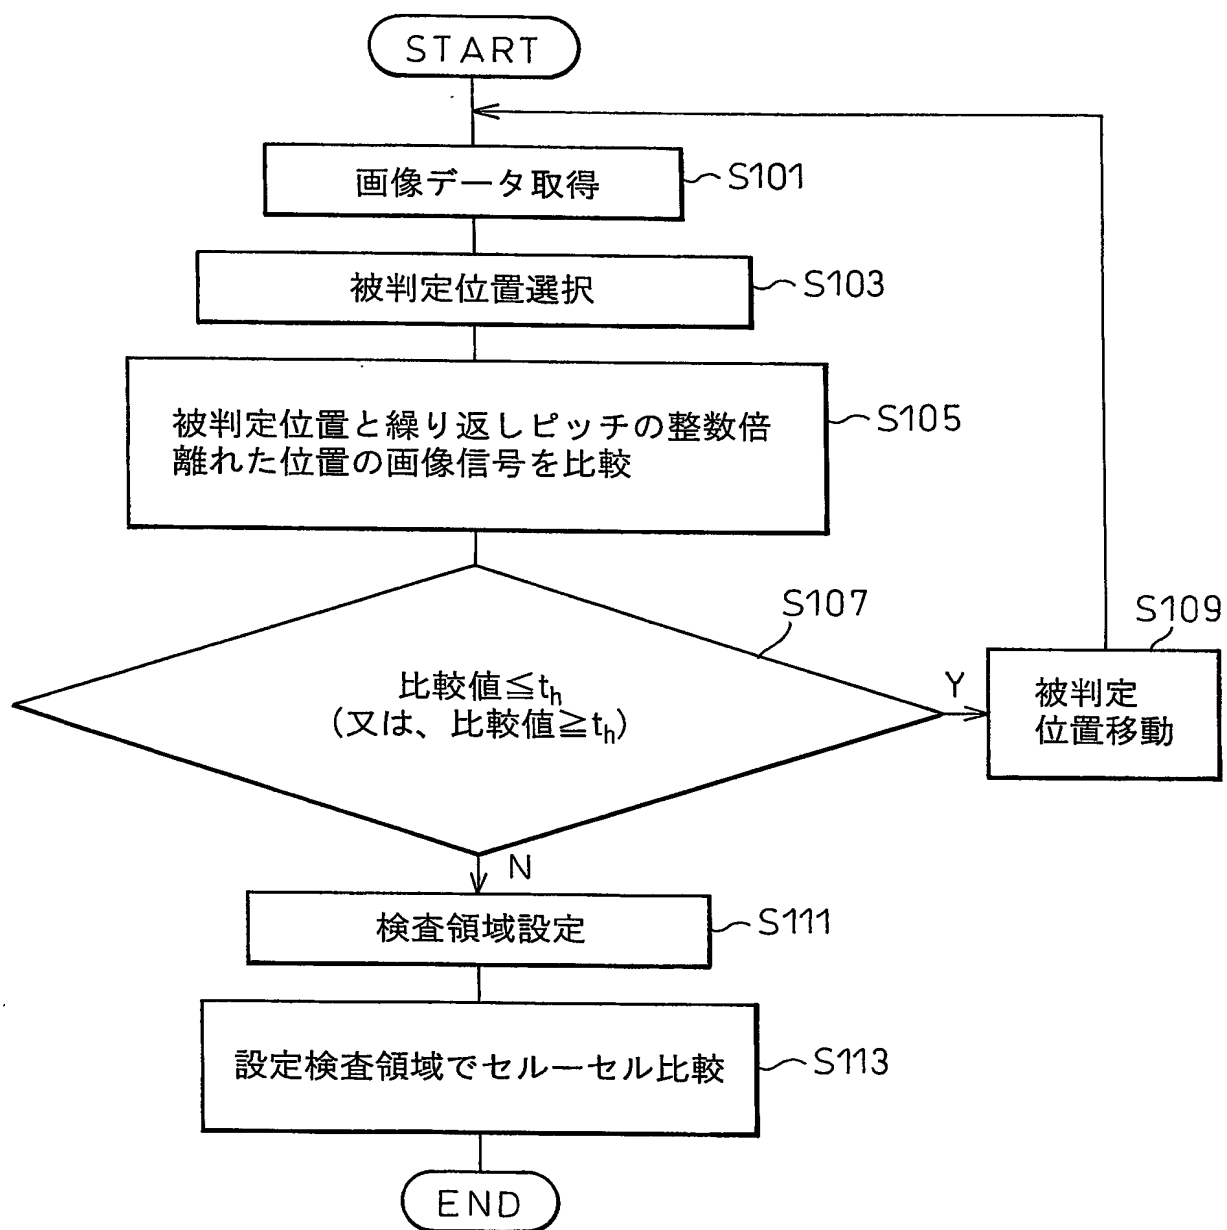 START
画像データ取得
S101
被判定位置選択
S103
被判定位置と繰り返しピッチの整数倍
離れた位置の画像信号を比較
S105
S107
比較値≦th
(又は、比較値≧th)
Y
S109
被判定
位置移動
N
検査領域設定
S111
設定検査領域でセルーセル比較
S113
END